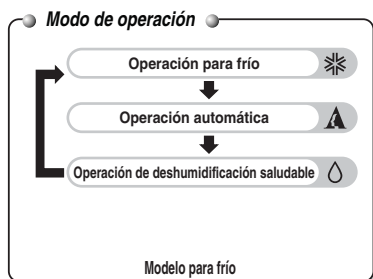 Modo de operación
Operación para frío
Operación automática
Operación de deshumidificación saludable
Modelo para frío